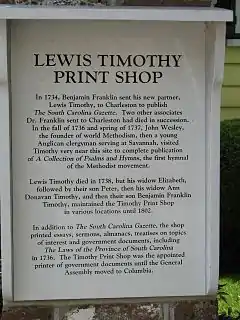 LEWIS TIMOTHY
PRINT SHOP
In 1734, Benjamin Franklin sent his new partner,
Lewis Timothy, to Charleston to publish
The South Carolina Gazette. Two other associates
Dr. Franklin sent to Charleston had died in succession.
In the fall of 1736 and spring of 1737, John Wesley,
the founder of world Methodism, then a young
Anglican clergyman serving at Savannah, visited
Timothy very near this site to complete publication
of A Collection of Psalms and Hymns, the first hymnal
of the Methodist movement.
Lewis Timothy died in 1738, but his widow Elizabeth,
followed by their son Peter, then his widow Ann
Donavan Timothy, and then their son Benjamin Franklin
Timothy, maintained the Timothy Print Shop
in various locations until 1802.
In addition to The South Carolina Gazette, the shop
printed essays, sermons, almanacs, treatises on topics
of interest and government documents, including
The Laws of the Province of South Carolina
in 1736. The Timothy Print Shop was the appointed
printer of government documents until the General
Assembly moved to Columbia.